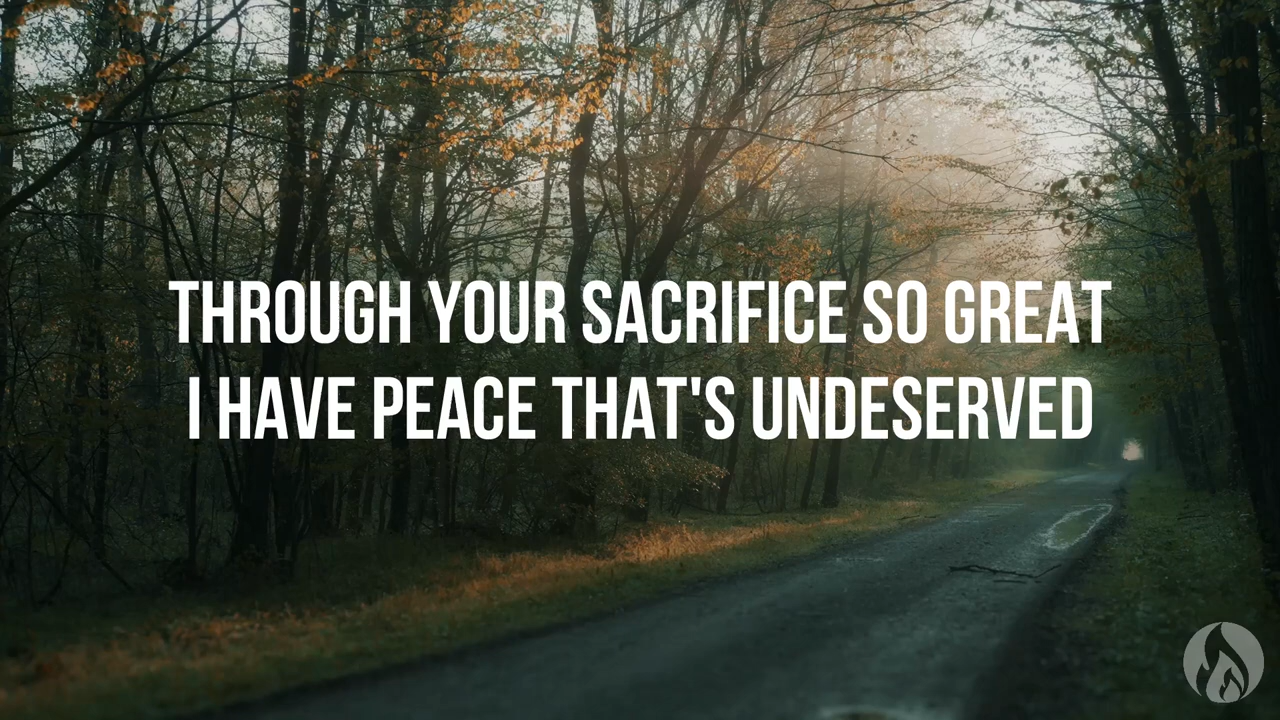 THROUGH YOUR SACRIFICE SO GREAT
I HAVE PEACE THAT'S UNDESERVED